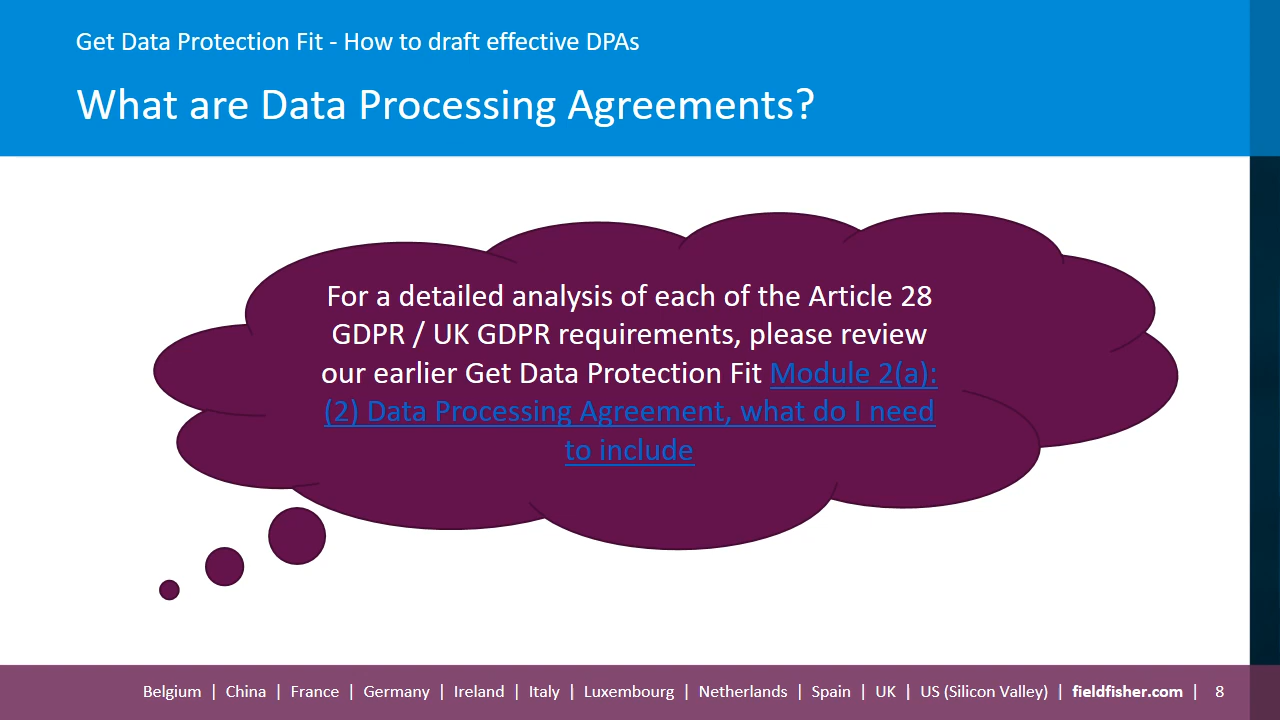 Get Data Protection Fit - How to draft effective DPAs
What are Data Processing Agreements?
For a detailed analysis of each of the Article 28
GDPR / UK GDPR requirements, please review
our earlier Get Data Protection Fit Module 2(a):
(2) Data Processing Agreement, what do I need
to include
Belgium | China | France | Germany | Ireland | Italy | Luxembourg | Netherlands | Spain | UK | US (Silicon Valley) | fieldfisher.com | 8